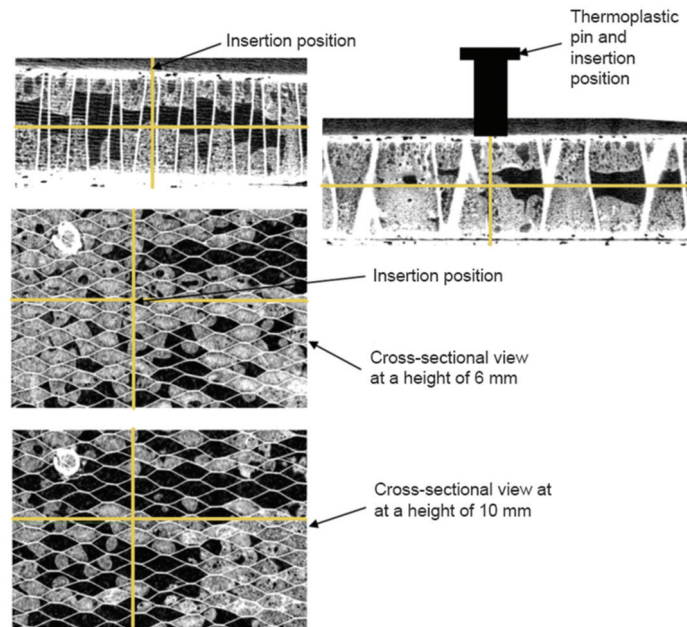 Insertion position
Thermoplastic
pin and
insertion
position
Insertion position
Cross-sectional view
at a height of 6 mm
Cross-sectional view at
at a height of 10 mm